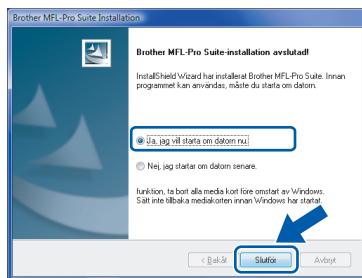 Brother MFL-Pro Suite Installation
Brother MFL-Pro Suite-installation avslutad!
InstallShield Wizard har installerat Brother MFL-Pro Suite. Innan
programmet kan användas, måste du starta om datorn.
Ja, jag vill starta om datorn nu.
Nej, jag startar om datorn senare.
funktion, ta bort alla media kort före omstart av Windows.
Sätt inte tillbaka mediakorten innan Windows har startat.
< Bakåt
Slutför
Avbryt